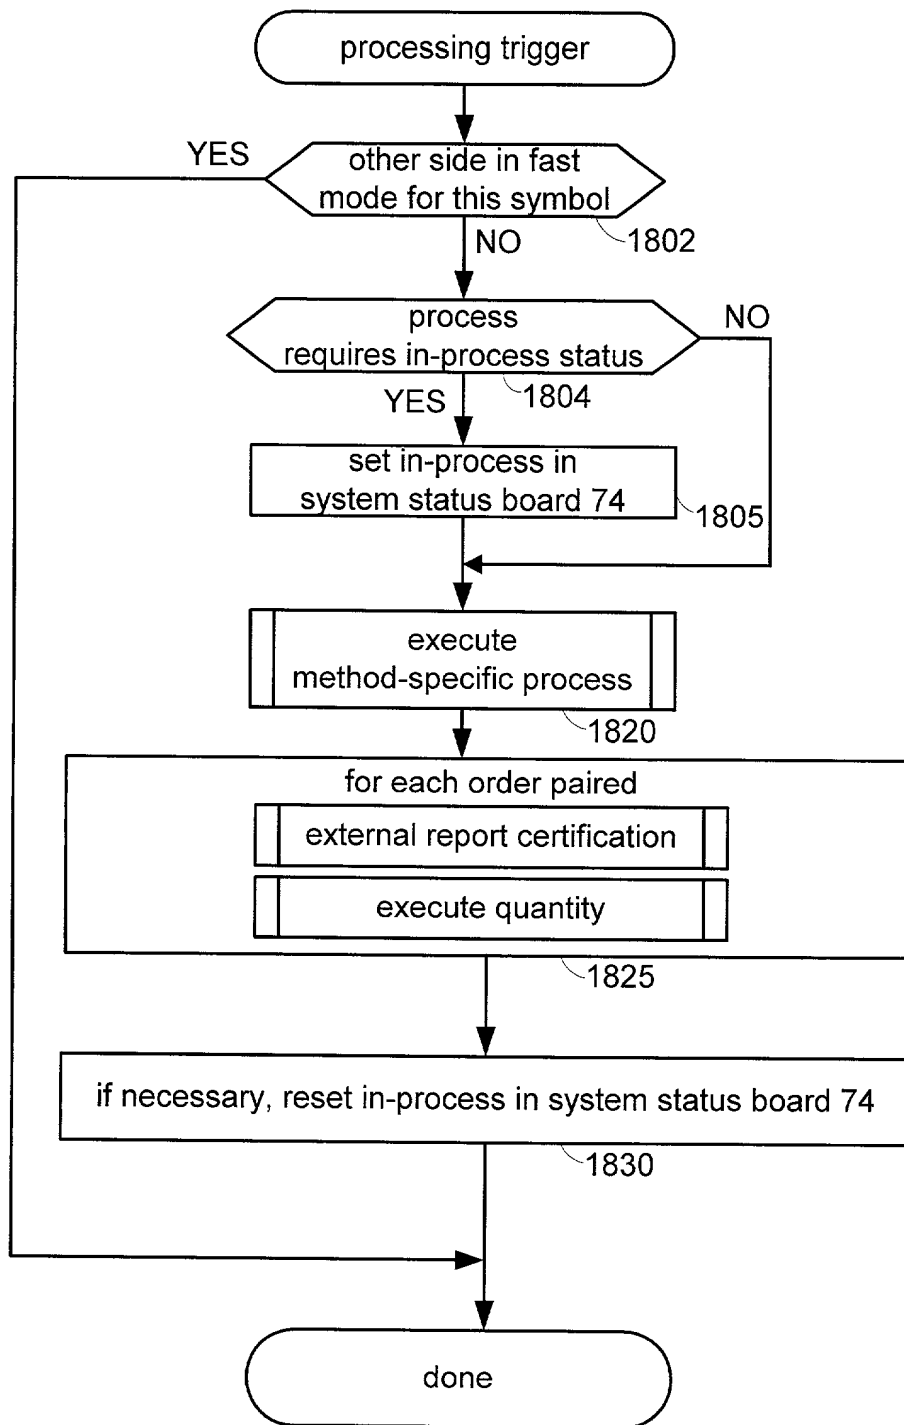 processing trigger
YES
other side in fast
mode for this symbol
1802
NO
process
requires in-process status
NO
1804
YES
set in-process in
system status board 74
1805
execute
method-specific process
1820
for each order paired
external report certification
execute quantity
1825
if necessary, reset in-process in system status board 74
1830
done